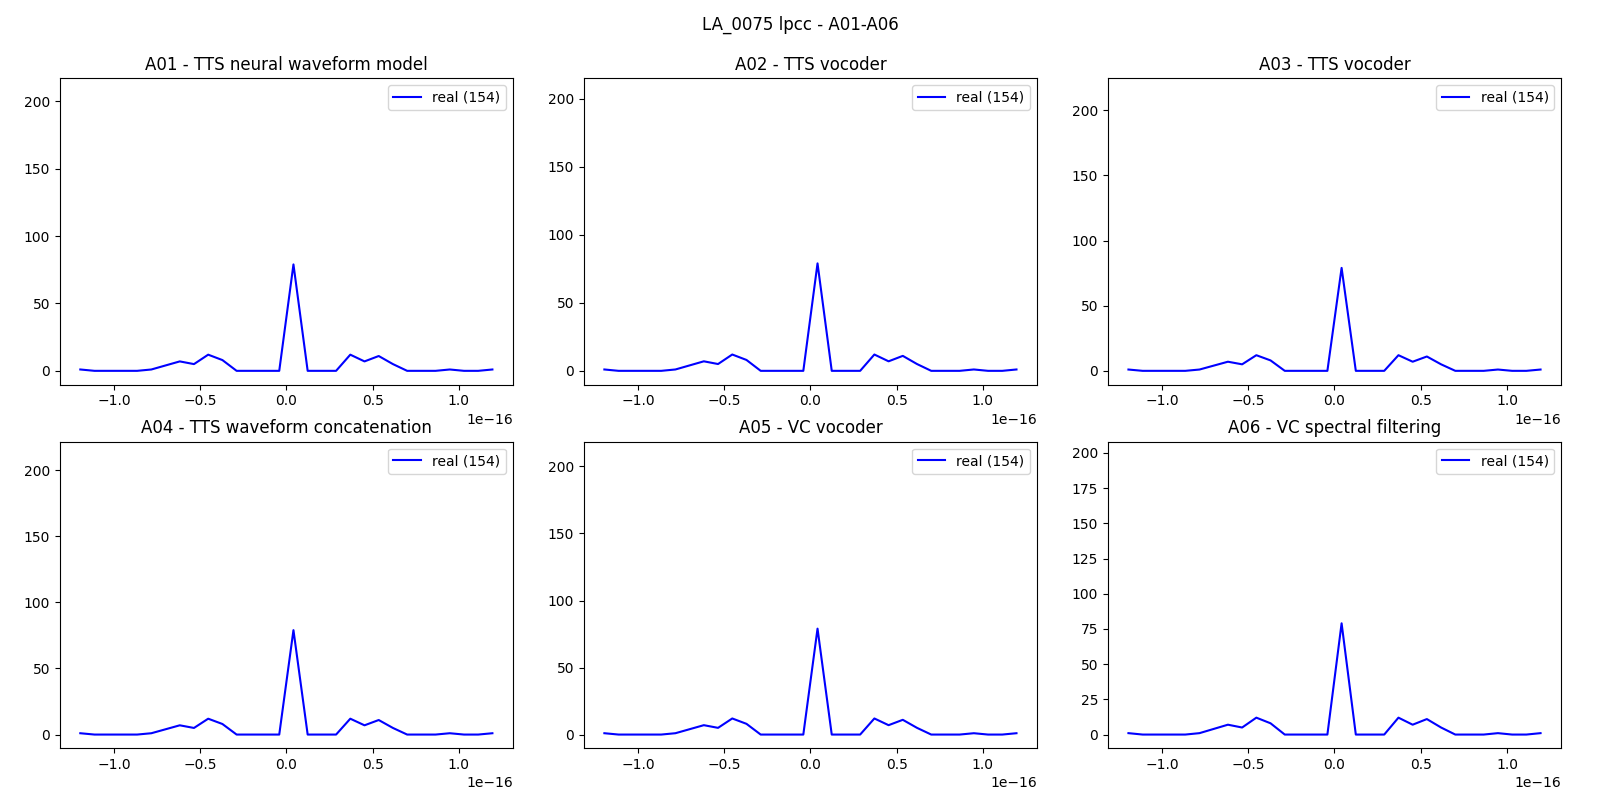 LA_0075 lpcc - A01-A06
A01 - TTS neural waveform model
real (154)
200
150
100
50
0
−1.0 −0.5 0.0 0.5 1.0
1e−16
A02 - TTS vocoder
real (154)
200
150
100
50
0
−1.0 −0.5 0.0 0.5 1.0
1e−16
A03 - TTS vocoder
real (154)
200
150
100
50
0
−1.0 −0.5 0.0 0.5 1.0
1e−16
A04 - TTS waveform concatenation
real (154)
200
150
100
50
0
−1.0 −0.5 0.0 0.5 1.0
1e−16
A05 - VC vocoder
real (154)
200
150
100
50
0
−1.0 −0.5 0.0 0.5 1.0
1e−16
A06 - VC spectral filtering
real (154)
200
175
150
125
100
75
50
25
0
−1.0 −0.5 0.0 0.5 1.0
1e−16